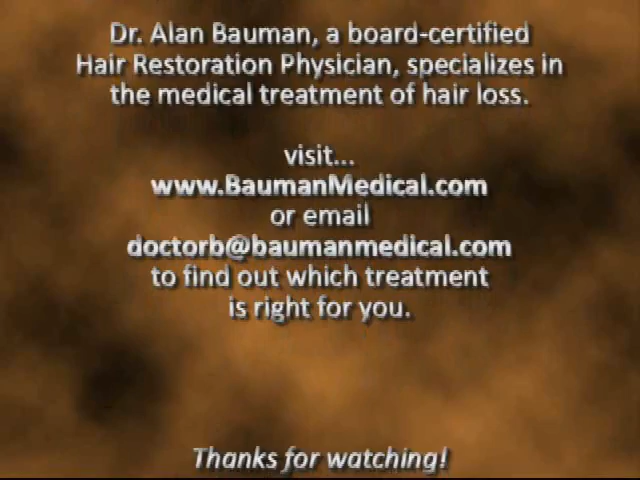 Dr. Alan Bauman, a board-certified
Hair Restoration Physician, specializes in
the medical treatment of hair loss.
visit...
www.BaumanMedical.com
or email
doctorb@baumanmedical.com
to find out which treatment
is right for you.
Thanks for watching!